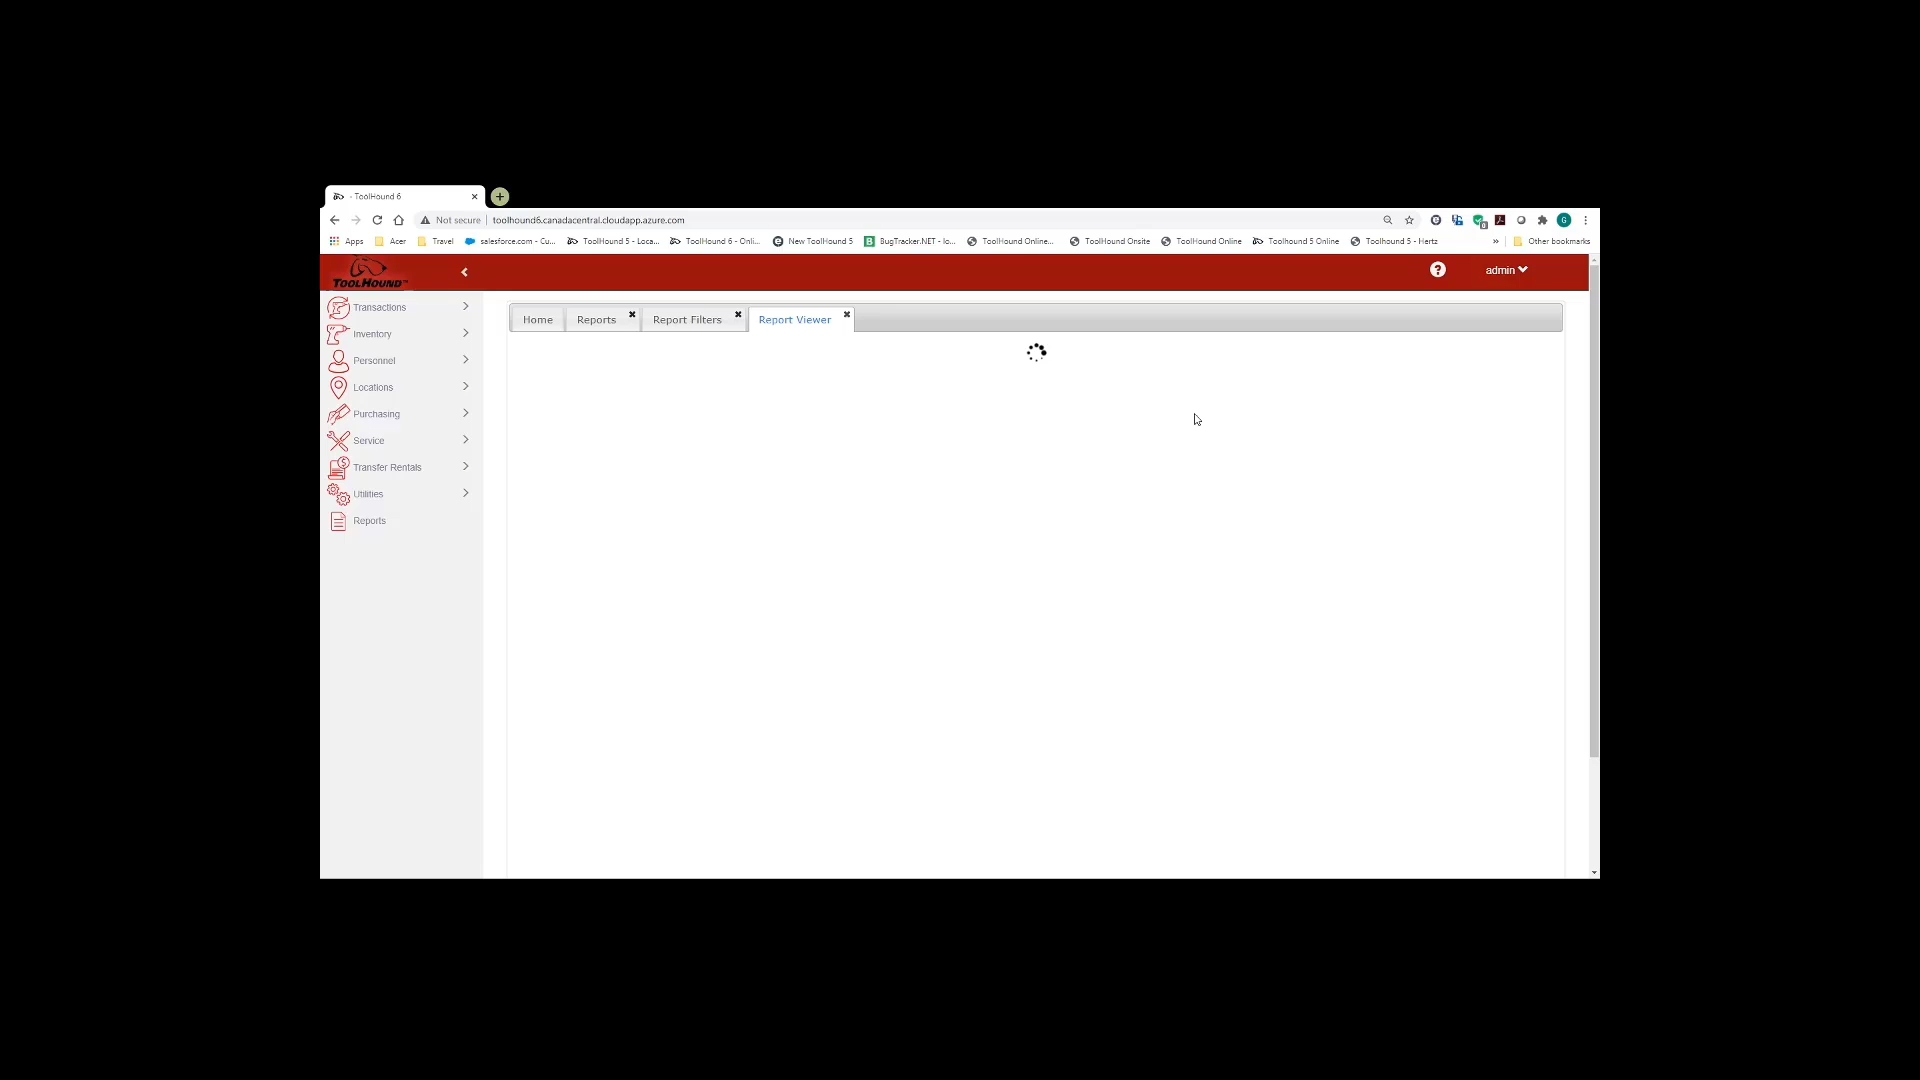 - ToolHound 6
Not secure toolhound6.canadacentral.cloudapp.azure.com
Apps Acer Travel salesforce.com - Cu... ToolHound 5 - Loca... ToolHound 6 - Onli... New ToolHound 5 BugTracker.NET - lo... ToolHound Online... ToolHound Onsite ToolHound Online Toolhound 5 Online Toolhound 5 - Hertz » Other bookmarks
TOOLHOUND™
? admin
Transactions
Inventory
Personnel
Locations
Purchasing
Service
Transfer Rentals
Utilities
Reports
Home Reports Report Filters Report Viewer